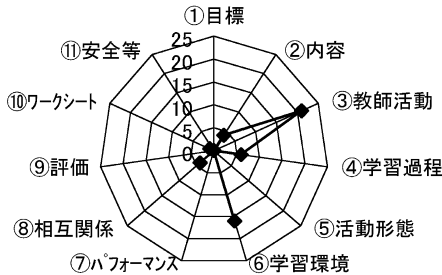 ①目標
②内容
③教師活動
④学習過程
⑤活動形態
⑥学習環境
⑦ﾊﾟﾌｫｰﾏﾝｽ
⑧相互関係
⑨評価
⑩ﾜｰｸｼｰﾄ
⑪安全等
25
20
15
10
5
0